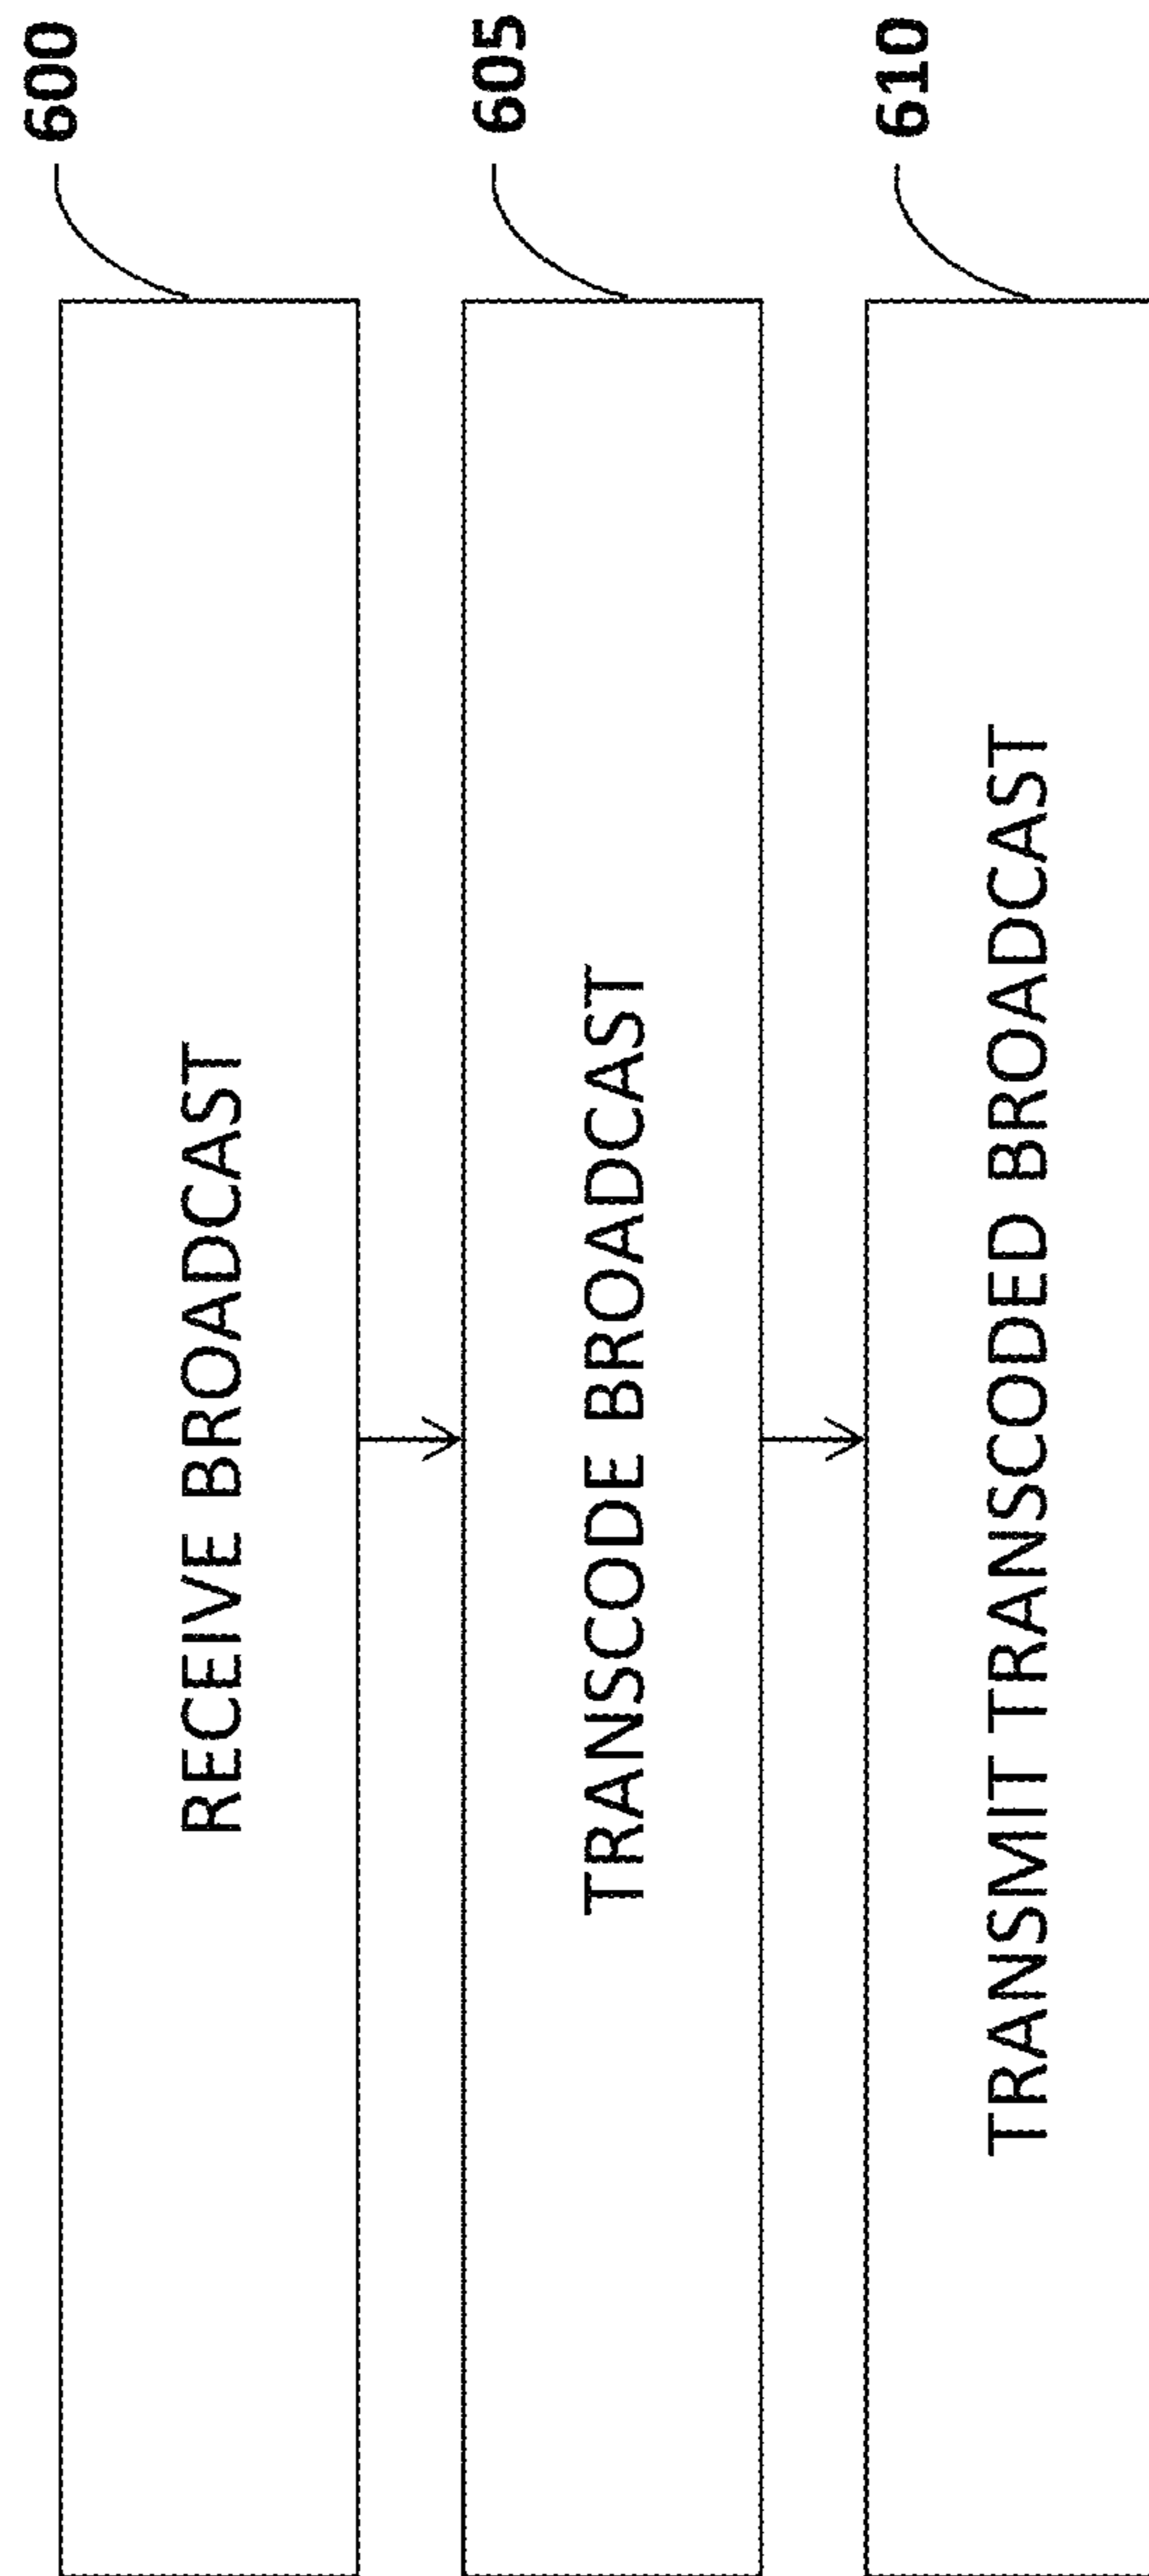 600
RECEIVE BROADCAST
605
TRANSCODE BROADCAST
610
TRANSMIT TRANSCODED BROADCAST